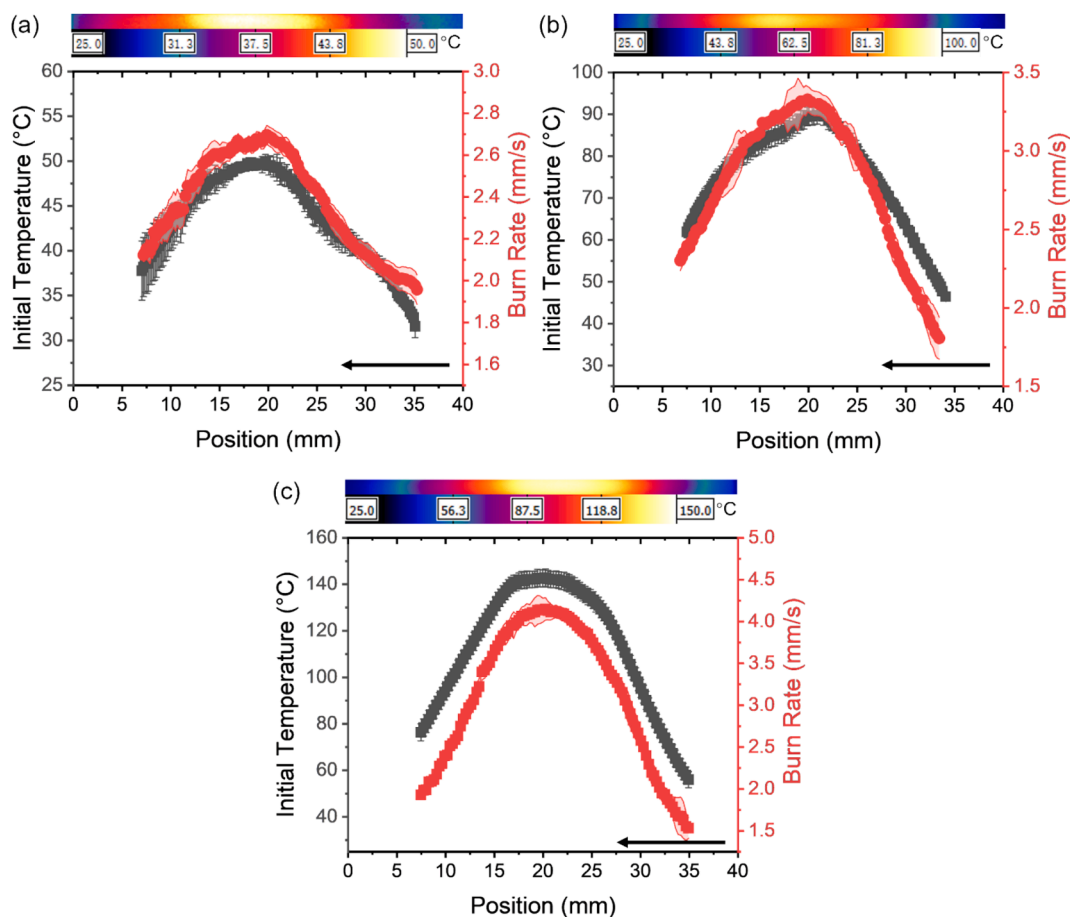 (a)
25.0 31.3 37.5 43.8 50.0 °C
60
55
50
45
40
35
30
25
Initial Temperature (°C)
3.0
2.8
2.6
2.4
2.2
2.0
1.8
1.6
Burn Rate (mm/s)
0 5 10 15 20 25 30 35 40
Position (mm)
(b)
25.0 43.8 62.5 81.3 100.0 °C
100
90
80
70
60
50
40
30
Initial Temperature (°C)
3.5
3.0
2.5
2.0
1.5
Burn Rate (mm/s)
0 5 10 15 20 25 30 35 40
Position (mm)
(c)
25.0 56.3 87.5 118.8 150.0 °C
160
140
120
100
80
60
40
Initial Temperature (°C)
5.0
4.5
4.0
3.5
3.0
2.5
2.0
1.5
Burn Rate (mm/s)
0 5 10 15 20 25 30 35 40
Position (mm)